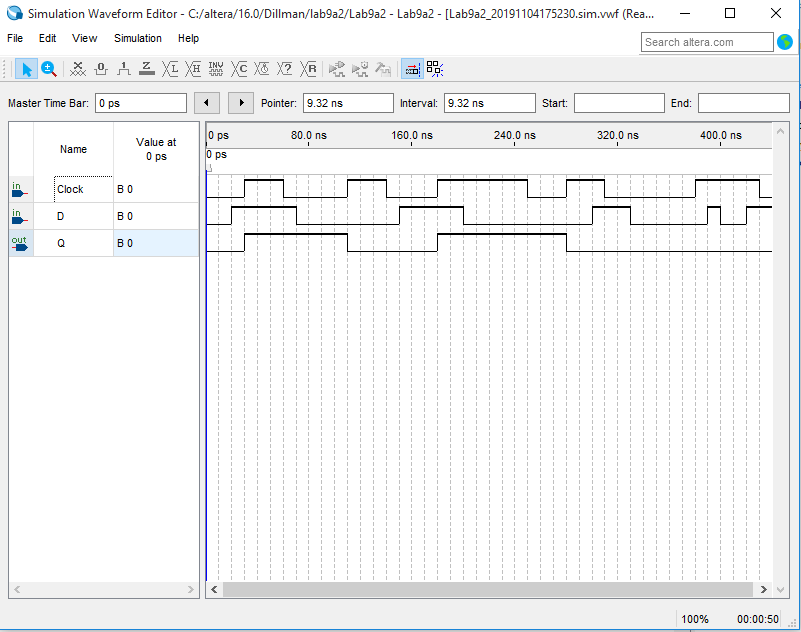 Simulation Waveform Editor - C:/altera/16.0/Dillman/lab9a2/Lab9a2 - Lab9a2 - [Lab9a2_20191104175230.sim.vwf (Rea...
File Edit View Simulation Help
Search altera.com
Master Time Bar: 0 ps Pointer: 9.32 ns Interval: 9.32 ns Start: End:
Name Value at 0 ps
0 ps 80.0 ns 160.0 ns 240.0 ns 320.0 ns 400.0 ns
0 ps
in Clock B 0
in D B 0
out Q B 0
100% 00:00:50